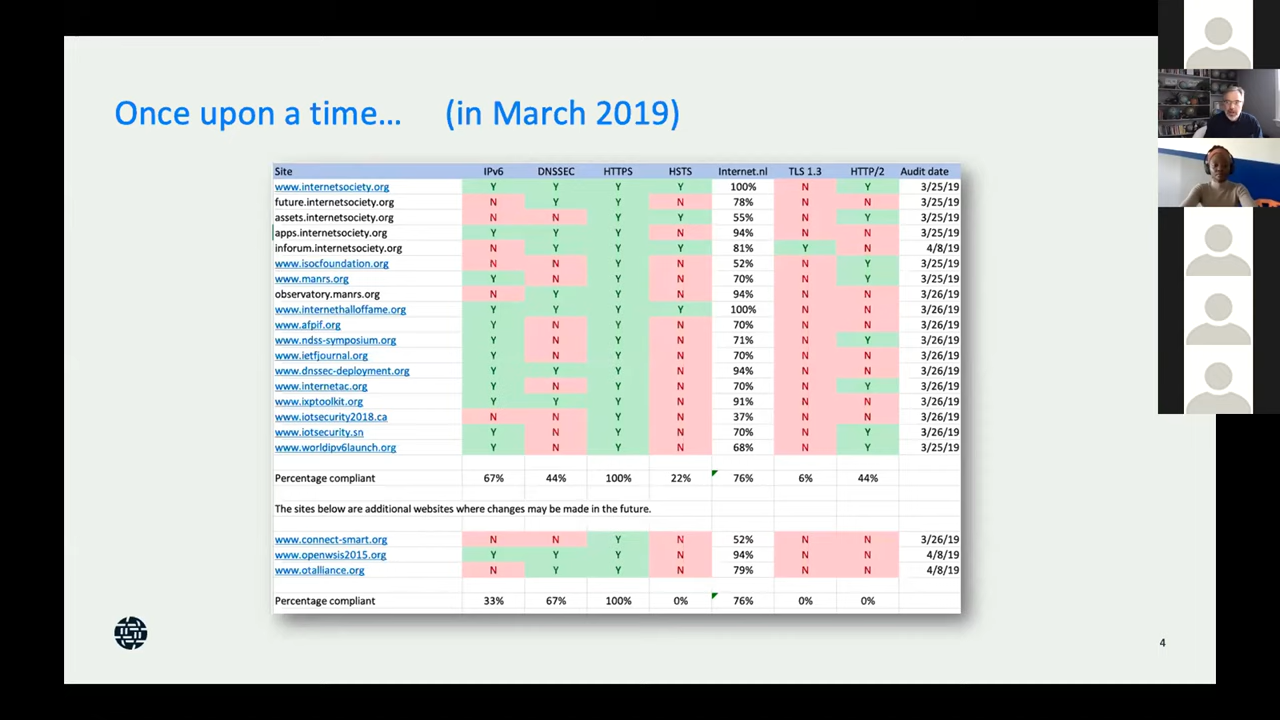 Once upon a time... (in March 2019)
Site IPv6 DNSSEC HTTPS HSTS Internet.nl TLS 1.3 HTTP/2 Audit date
www.internetsociety.org Y Y Y Y 100% N Y 3/25/19
future.internetsociety.org N Y Y N 78% N N 3/25/19
assets.internetsociety.org N N Y Y 55% N Y 3/25/19
apps.internetsociety.org Y Y Y N 94% N N 3/25/19
inforum.internetsociety.org N Y Y Y 81% Y N 4/8/19
www.isocfoundation.org N N Y N 52% N Y 3/25/19
www.manrs.org Y N Y N 70% N Y 3/25/19
observatory.manrs.org N Y Y N 94% N N 3/26/19
www.internethalloffame.org Y Y Y Y 100% N N 3/26/19
www.afpif.org Y N Y N 70% N N 3/26/19
www.ndss-symposium.org Y N Y N 71% N Y 3/26/19
www.ietfjournal.org Y N Y N 70% N N 3/26/19
www.dnssec-deployment.org Y Y Y N 94% N N 3/26/19
www.internetac.org Y N Y N 70% N Y 3/26/19
www.ixptoolkit.org Y Y Y N 91% N N 3/26/19
www.iotsecurity2018.ca N N Y N 37% N N 3/26/19
www.iotsecurity.sn Y N Y N 70% N Y 3/26/19
www.worldipv6launch.org Y N Y N 68% N Y 3/25/19
Percentage compliant 67% 44% 100% 22% 76% 6% 44%
The sites below are additional websites where changes may be made in the future.
www.connect-smart.org N N Y N 52% N N 3/26/19
www.openwsis2015.org Y Y Y N 94% N N 4/8/19
www.otalliance.org N Y Y N 79% N N 4/8/19
Percentage compliant 33% 67% 100% 0% 76% 0% 0%
4